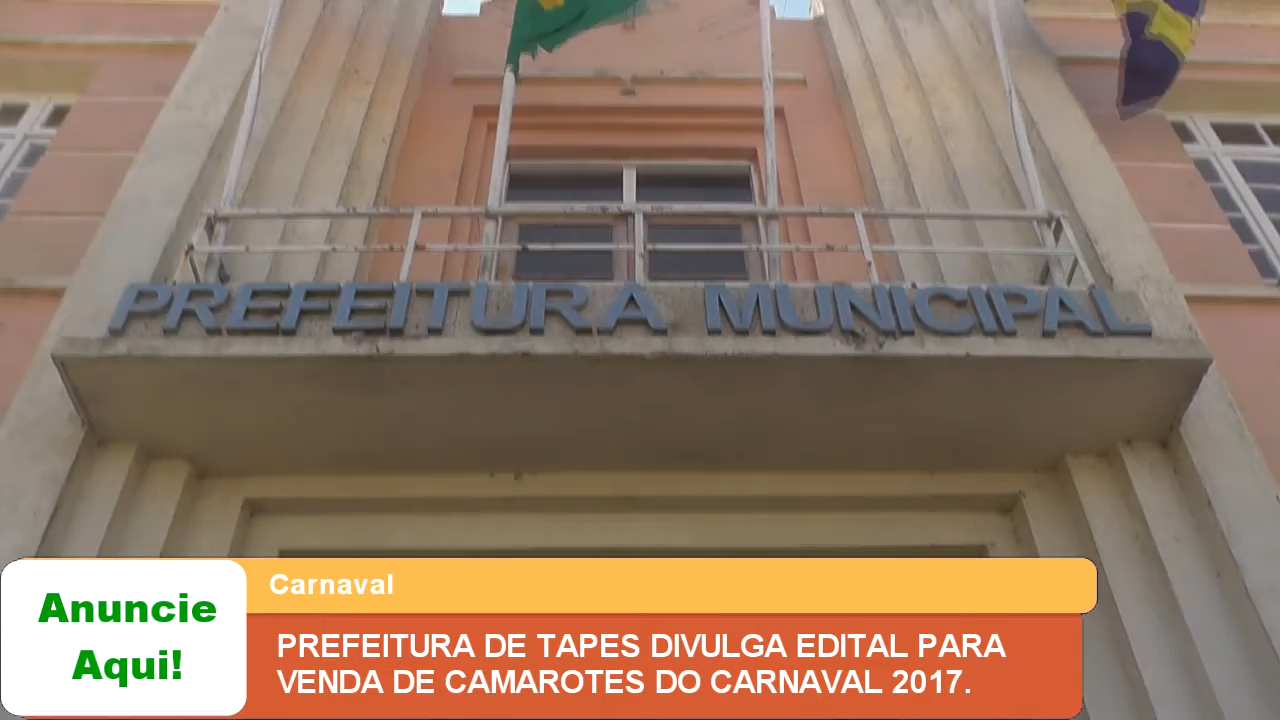 PREFEITURA MUNICIPAL
Anuncie
Aqui!
Carnaval
PREFEITURA DE TAPES DIVULGA EDITAL PARA
VENDA DE CAMAROTES DO CARNAVAL 2017.